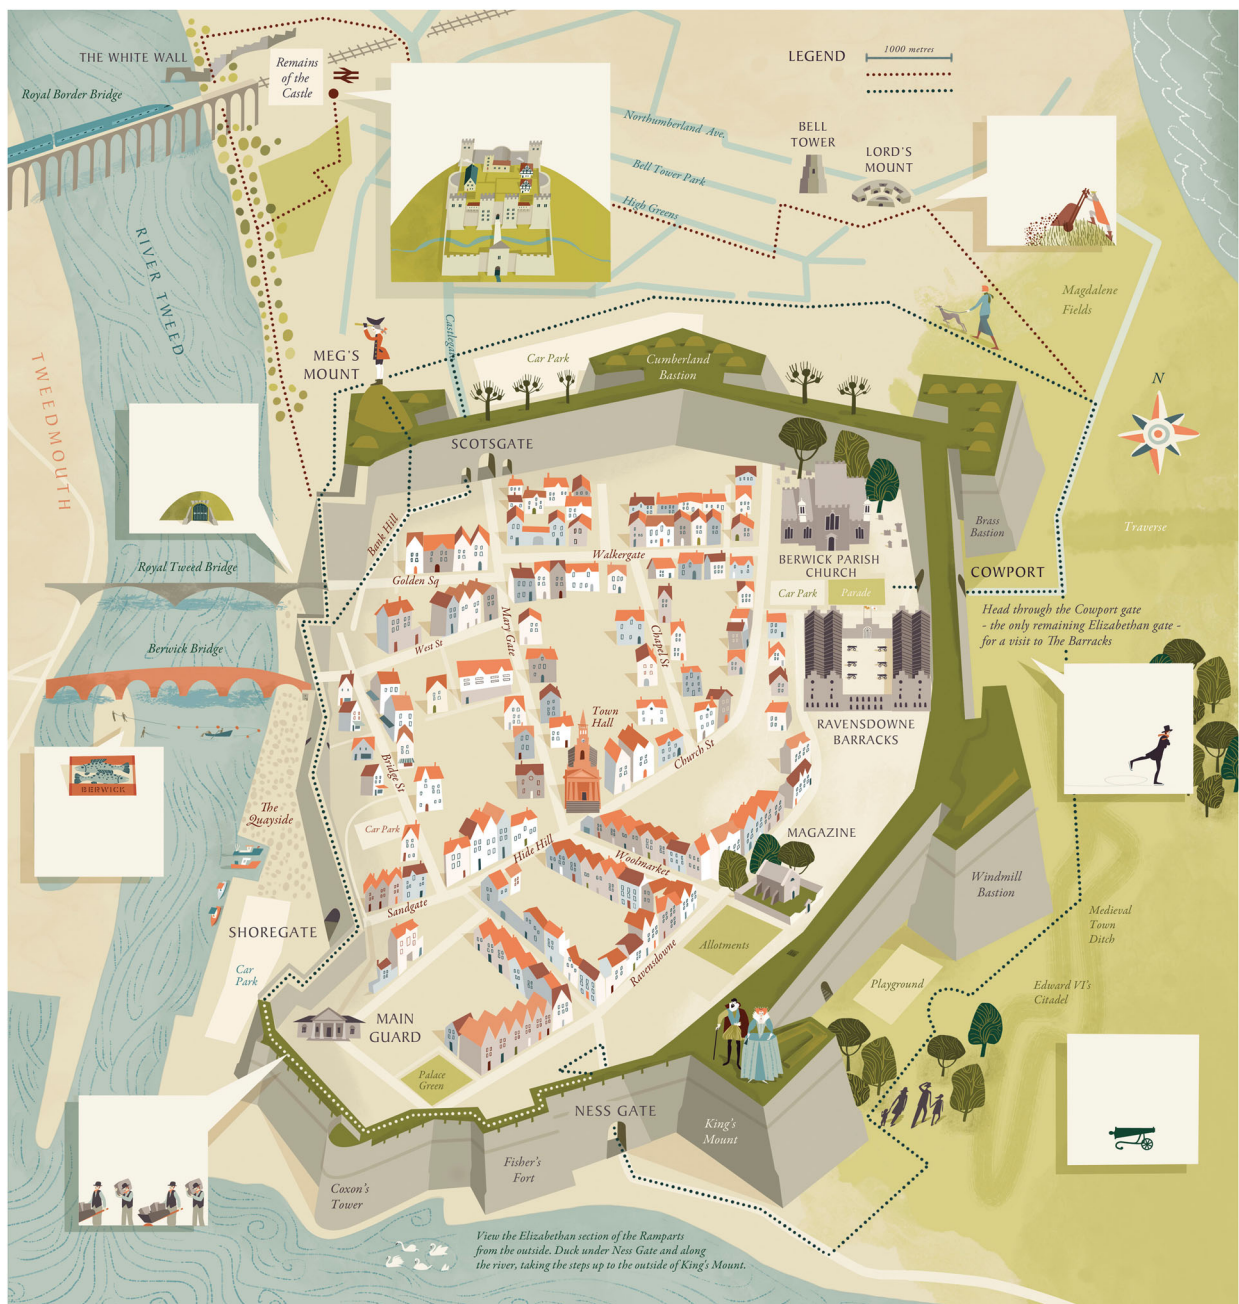 THE WHITE WALL
Remains
of the
Castle
Royal Border Bridge
LEGEND
1000 metres
Northumberland Ave.
BELL
TOWER
LORD'S
MOUNT
Bell Tower Park
High Greens
RIVER TWEED
Magdalene
Fields
Castlegate
MEG'S
MOUNT
Car Park
Cumberland
Bastion
TWEEDMOUTH
N
SCOTSGATE
Bank Hill
Brass
Bastion
Traverse
Walkergate
BERWICK PARISH
CHURCH
Royal Tweed Bridge
Golden Sq
COWPORT
Car Park
Parade
Head through the Cowport gate
- the only remaining Elizabethan gate -
for a visit to The Barracks
Mary Gate
West St
Chapel St
Berwick Bridge
Town
Hall
RAVENSDOWNE
BARRACKS
Church St
Bridge St
BERWICK
The
Quayside
Car Park
MAGAZINE
Hide Hill
Woolmarket
Windmill
Bastion
Sandgate
Medieval
Town
Ditch
SHOREGATE
Allotments
Ravensdowne
Car
Park
Playground
Edward VI's
Citadel
MAIN
GUARD
Palace
Green
NESS GATE
King's
Mount
Fisher's
Fort
Coxon's
Tower
View the Elizabethan section of the Ramparts
from the outside. Duck under Ness Gate and along
the river, taking the steps up to the outside of King's Mount.